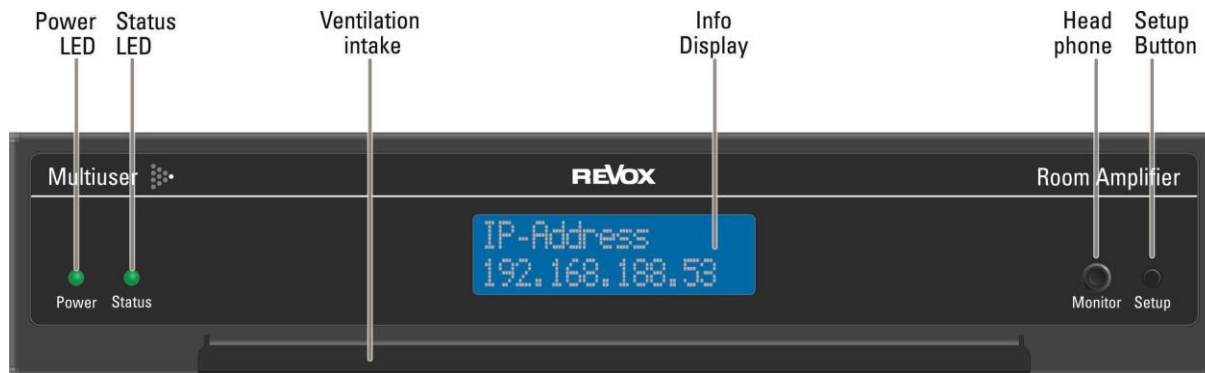 Power Status Ventilation Info Head Setup
LED LED intake Display phone Button
Multiuser REVOX Room Amplifier
IP-Address
192.168.188.53
Power Status Monitor Setup